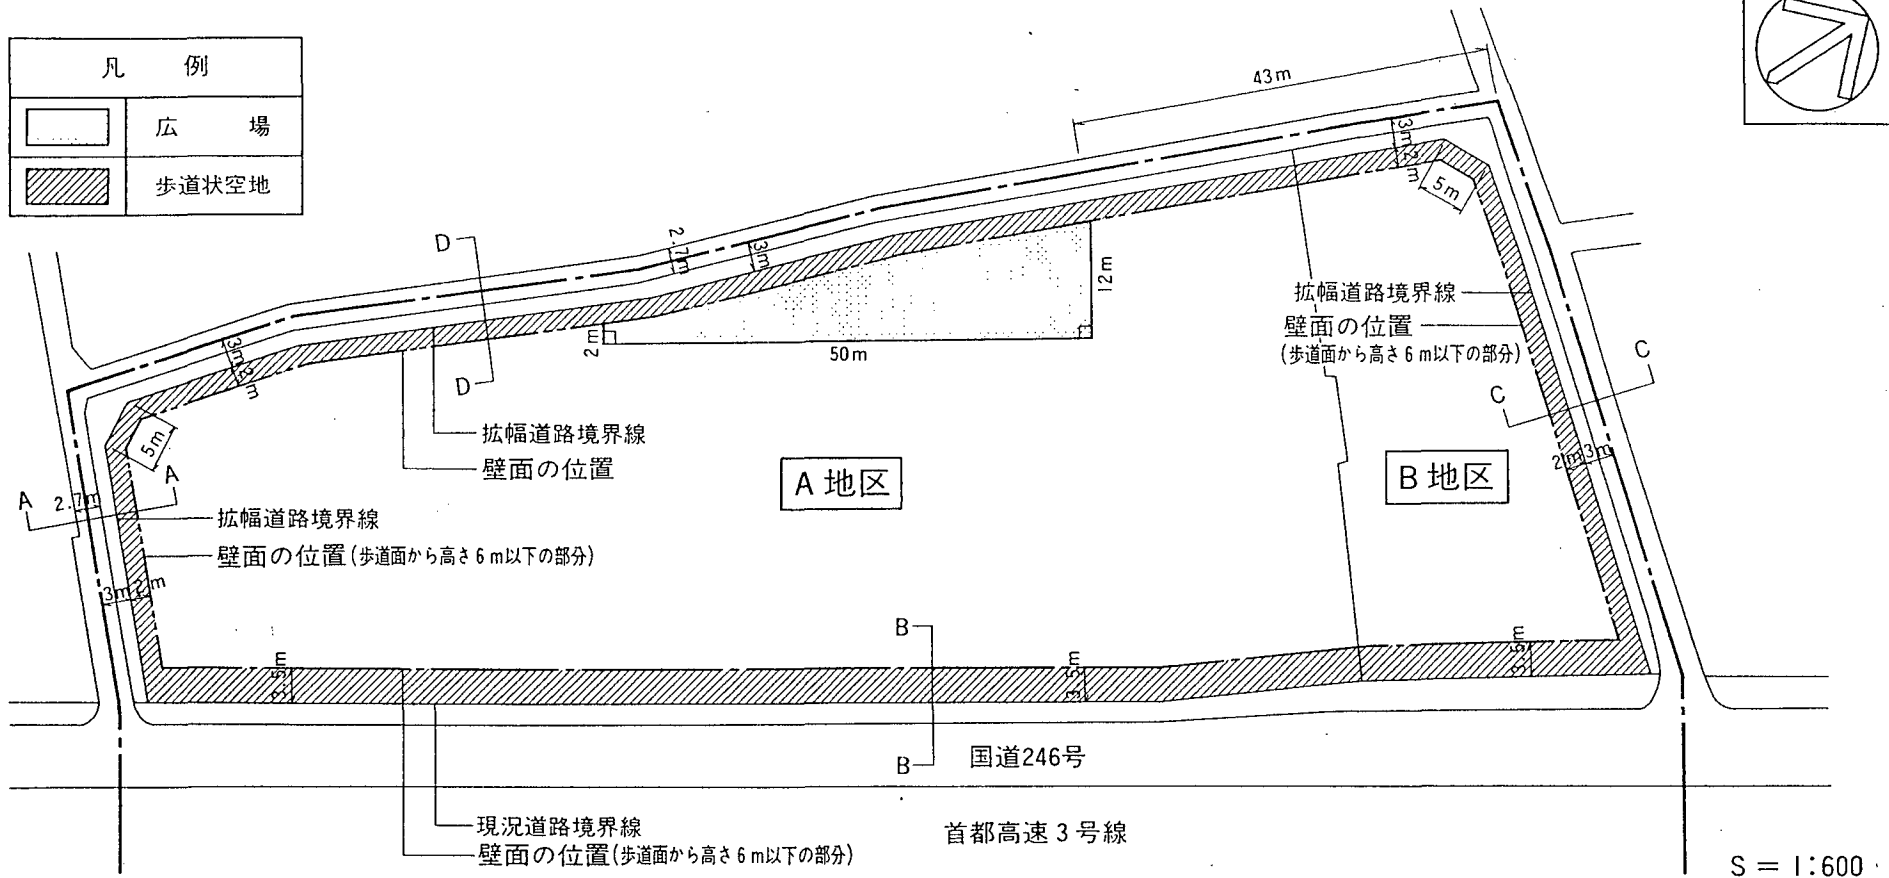 凡 例
広 場
歩道状空地
43m
3m
2m
5m
D
2.7m
3m
12m
2m
50m
D
3m
2m
5m
拡幅道路境界線
壁面の位置
(歩道面から高さ6m以下の部分)
C
C
2m
3m
拡幅道路境界線
壁面の位置
A地区
B地区
A
A
2.7m
拡幅道路境界線
壁面の位置(歩道面から高さ6m以下の部分)
3m
2m
B
3.5m
3.5m
3.5m
B
国道246号
現況道路境界線
壁面の位置(歩道面から高さ6m以下の部分)
首都高速3号線
S = 1:600